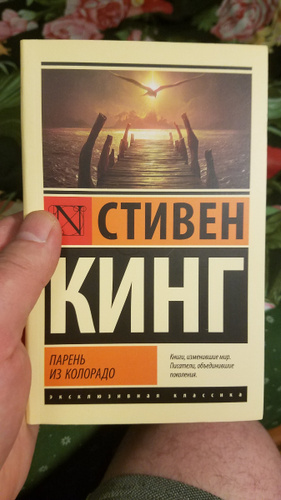 СТИВЕН
КИНГ
ПАРЕНЬ
ИЗ КОЛОРАДО
Книги, изменившие мир.
Писатели, объединившие
поколения.
эксклюзивная классика